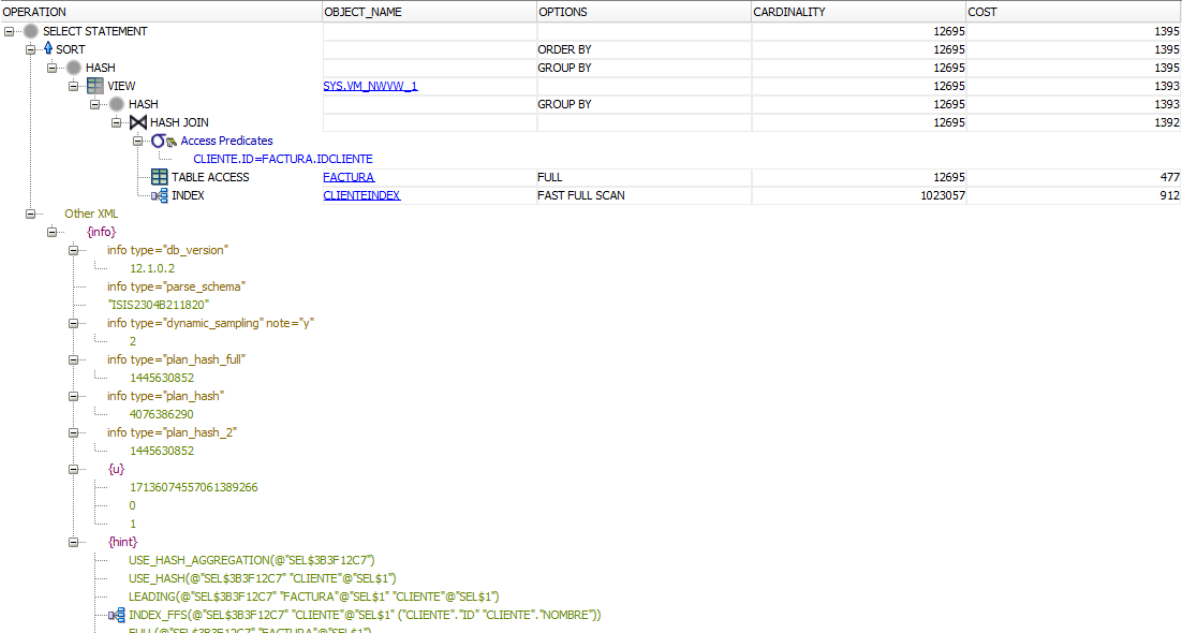 OPERATION OBJECT_NAME OPTIONS CARDINALITY COST
SELECT STATEMENT 12695 1395
SORT ORDER BY 12695 1395
HASH GROUP BY 12695 1395
VIEW SYS.VM_NWVW_1 12695 1393
HASH GROUP BY 12695 1393
HASH JOIN 12695 1392
Access Predicates
CLIENTE.ID=FACTURA.IDCLIENTE
TABLE ACCESS FACTURA FULL 12695 477
INDEX CLIENTEINDEX FAST FULL SCAN 1023057 912
Other XML
{info}
info type="db_version"
12.1.0.2
info type="parse_schema"
"ISIS2304B211820"
info type="dynamic_sampling" note="y"
2
info type="plan_hash_full"
1445630852
info type="plan_hash"
4076386290
info type="plan_hash_2"
1445630852
{u}
17136074557061389266
0
1
{hint}
USE_HASH_AGGREGATION(@"SEL$3B3F12C7")
USE_HASH(@"SEL$3B3F12C7" "CLIENTE"@"SEL$1")
LEADING(@"SEL$3B3F12C7" "FACTURA"@"SEL$1" "CLIENTE"@"SEL$1")
INDEX_FFS(@"SEL$3B3F12C7" "CLIENTE"@"SEL$1" ("CLIENTE"."ID" "CLIENTE"."NOMBRE"))
FULL(@"SEL$3B3F12C7" "FACTURA"@"SEL$1")